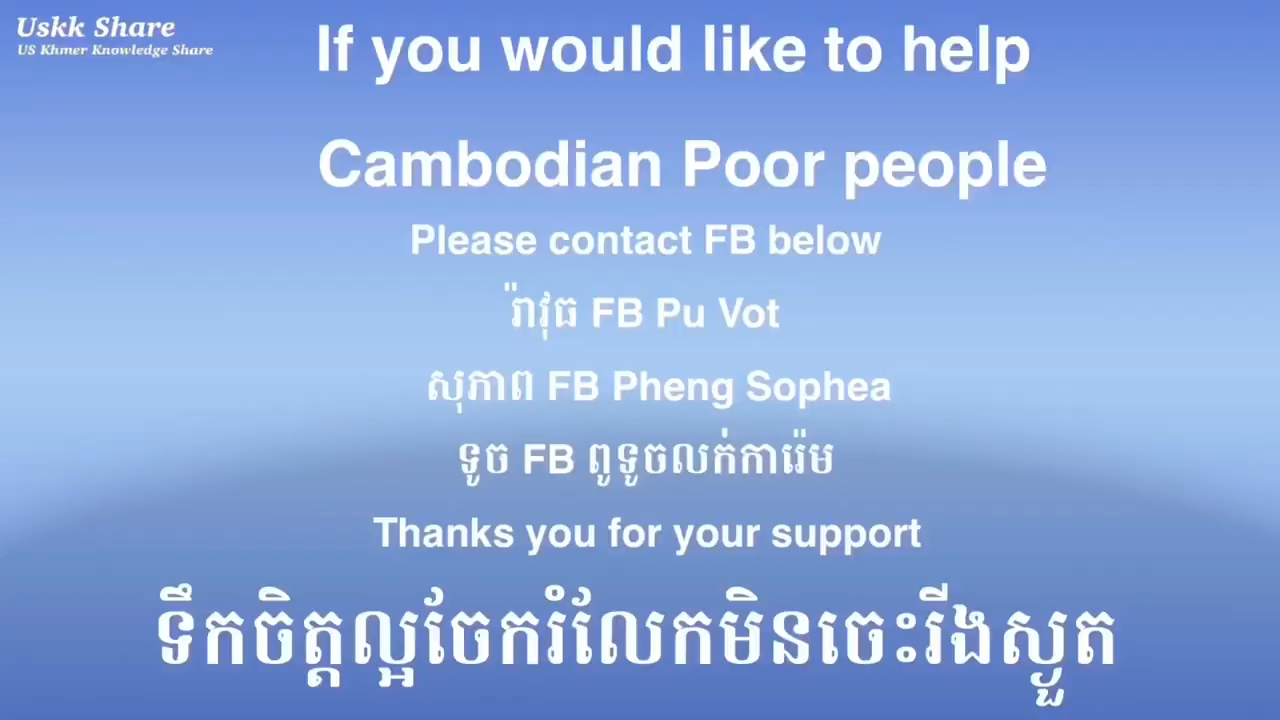 Uskk Share
US Khmer Knowledge Share
If you would like to help
Cambodian Poor people
Please contact FB below
រ៉ាវុធ FB Pu Vot
សុភាព FB Pheng Sophea
ទូច FB ពូទូចលក់ការ៉េម
Thanks you for your support
ទឹកចិត្តល្អចែករំលែកមិនចេះរីងស្ងួត